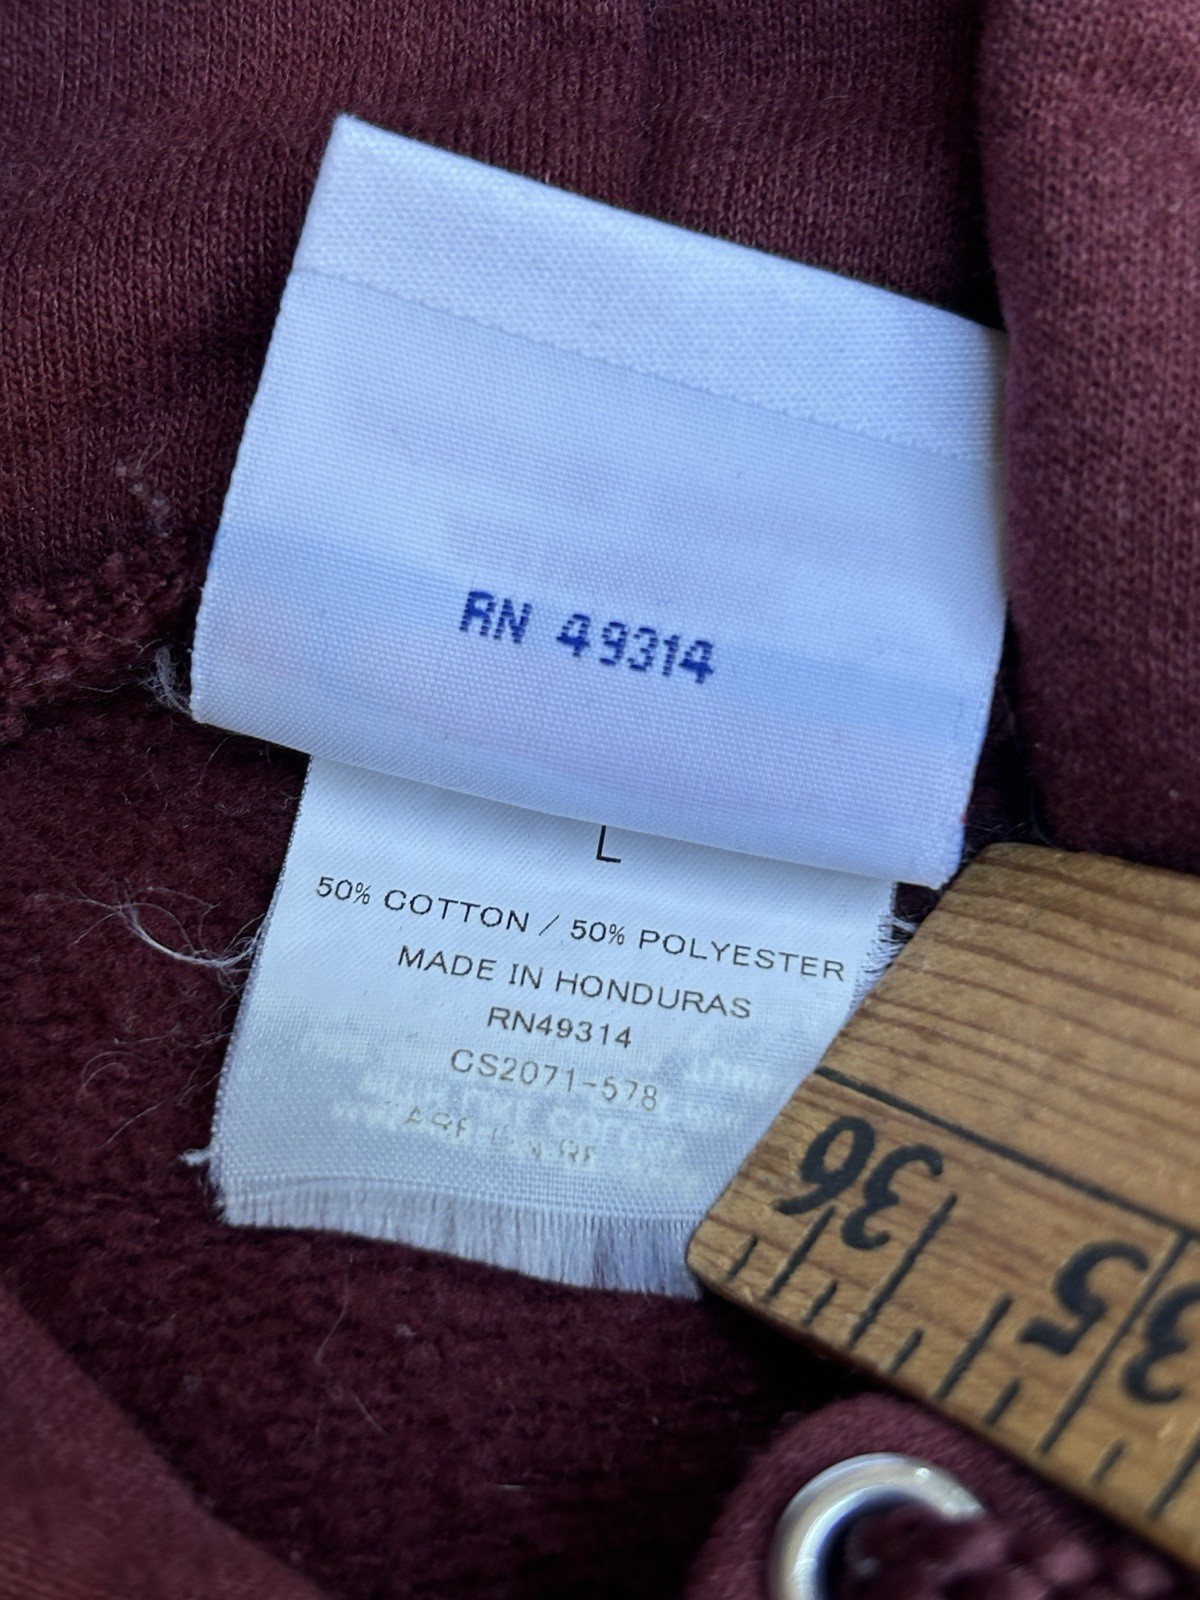 RN 49314
L
50% COTTON / 50% POLYESTER
MADE IN HONDURAS
RN49314
CS2071-578
36
35